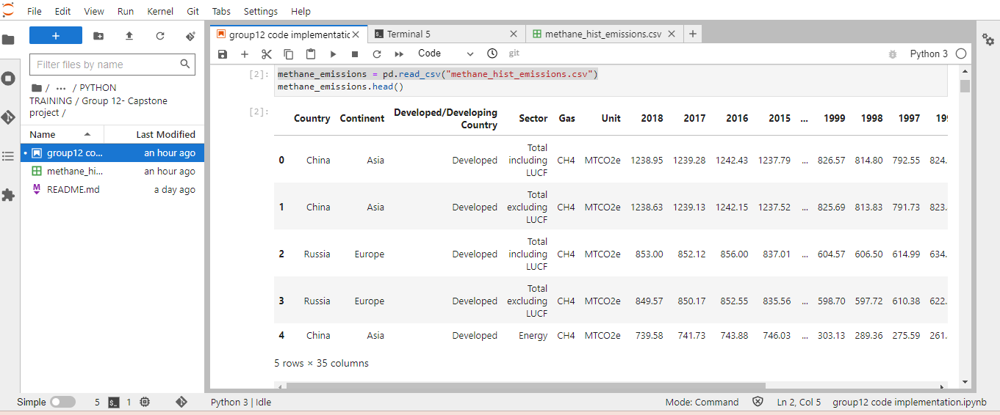 File Edit View Run Kernel Git Tabs Settings Help
group12 code implementatic
Terminal 5
methane_hist_emissions.csv
Code
git
Python 3
Filter files by name
/ ... / PYTHON
TRAINING / Group 12- Capstone
project /
Name Last Modified
group12 co... an hour ago
methane_hi... an hour ago
README.md a day ago
[2]: methane_emissions = pd.read_csv("methane_hist_emissions.csv")
methane_emissions.head()
[2]:
Country Continent Developed/Developing Country Sector Gas Unit 2018 2017 2016 2015 ... 1999 1998 1997 19
0 China Asia Developed Total including LUCF CH4 MTCO2e 1238.95 1239.28 1242.43 1237.79 ... 826.57 814.80 792.55 824.
1 China Asia Developed Total excluding LUCF CH4 MTCO2e 1238.63 1239.13 1242.15 1237.52 ... 825.69 813.83 791.73 823.
2 Russia Europe Developed Total including LUCF CH4 MTCO2e 853.00 852.12 856.00 837.01 ... 604.57 606.50 614.99 634.
3 Russia Europe Developed Total excluding LUCF CH4 MTCO2e 849.57 850.17 852.55 835.56 ... 598.70 597.72 610.38 622.
4 China Asia Developed Energy CH4 MTCO2e 739.58 741.73 743.88 746.03 ... 303.13 289.36 275.59 261.
5 rows × 35 columns
Simple 5 1 Python 3 | Idle Mode: Command Ln 2, Col 5 group12 code implementation.ipynb